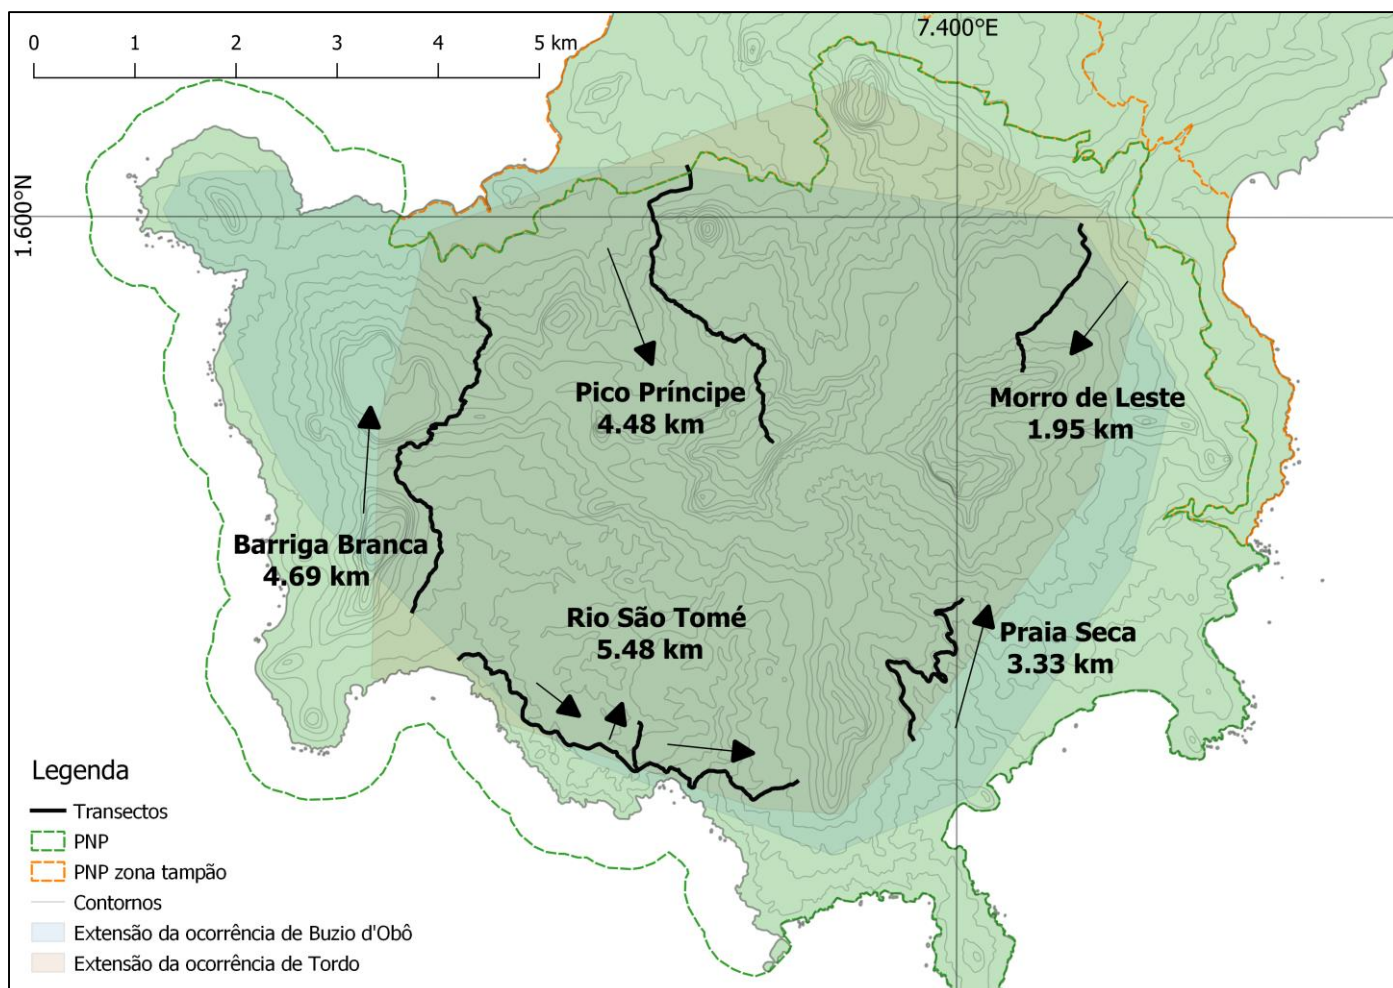 0 1 2 3 4 5 km
7.400°E
1.600°N
Pico Príncipe
4.48 km
Morro de Leste
1.95 km
Barriga Branca
4.69 km
Rio São Tomé
5.48 km
Praia Seca
3.33 km
Legenda
Transectos
PNP
PNP zona tampão
Contornos
Extensão da ocorrência de Buzio d'Obô
Extensão da ocorrência de Tordo